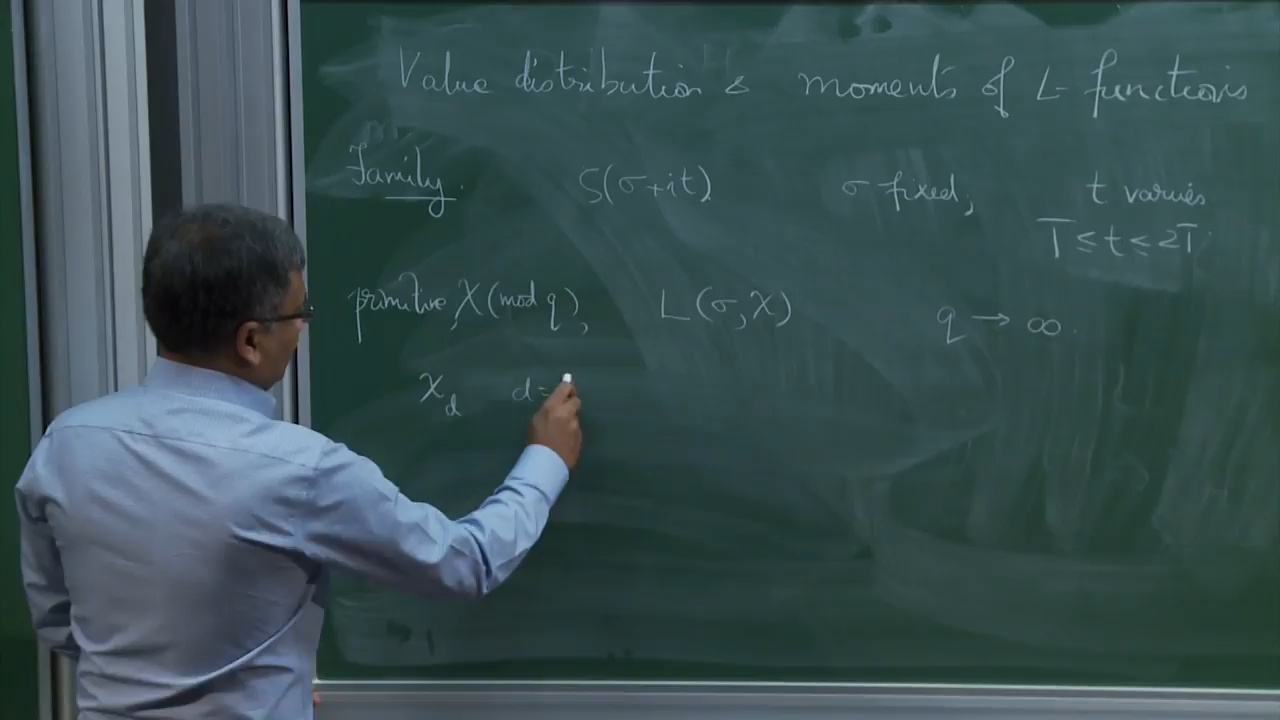 Value distribution & moments of L-functions
Family. ζ(σ+it) σ fixed, t varies
T ≤ t ≤ 2T
primitive χ (mod q), L(σ, χ) q → ∞.
χ_d d =